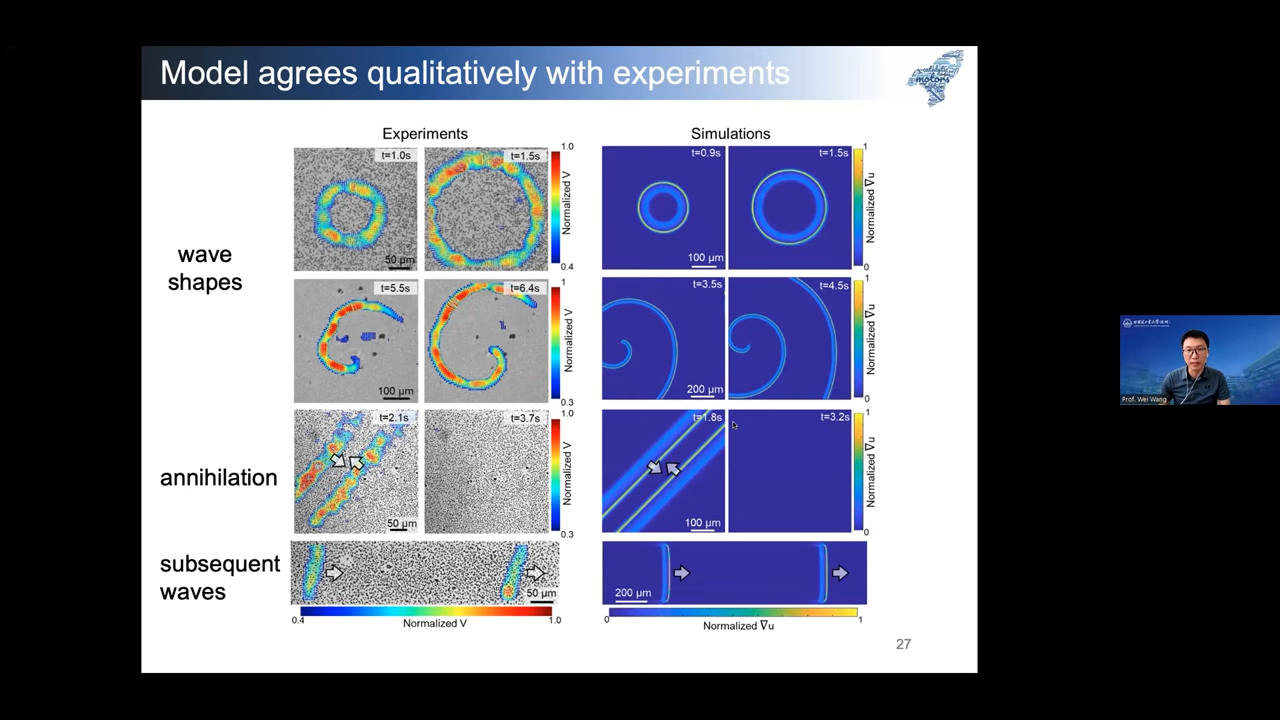 Model agrees qualitatively with experiments
motors
Experiments
Simulations
t=1.0s
t=1.5s
1.0
Normalized V
0.4
50 μm
t=0.9s
t=1.5s
1
Normalized ∇u
0
100 μm
wave
shapes
t=5.5s
t=6.4s
1
Normalized V
0.3
100 μm
t=3.5s
t=4.5s
1
Normalized ∇u
0
200 μm
annihilation
t=2.1s
t=3.7s
1.0
Normalized V
0.3
50 μm
t=1.8s
t=3.2s
1
Normalized ∇u
0
100 μm
subsequent
waves
50 μm
200 μm
0.4
1.0
Normalized V
0
1
Normalized ∇u
27
Prof. Wei Wang